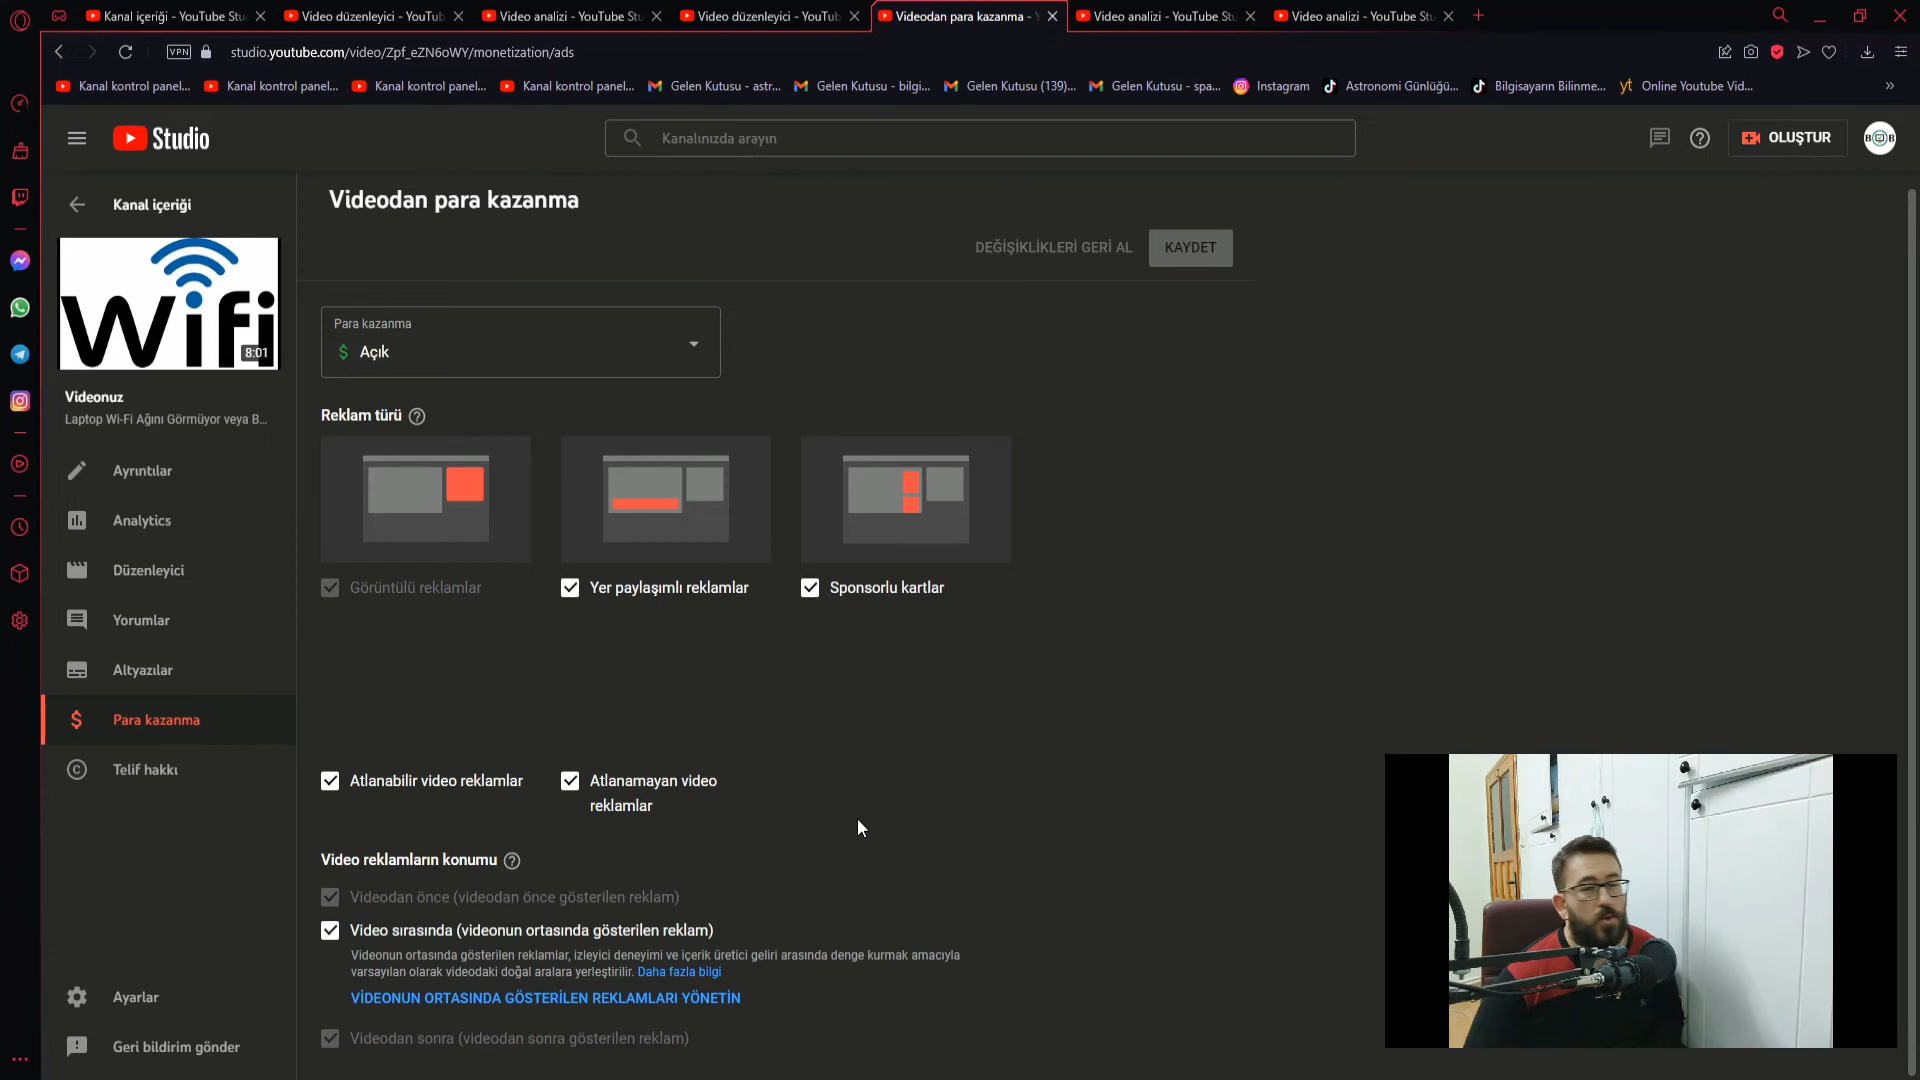 Kanal içeriği - YouTube Stu
Video düzenleyici - YouTub
Video analizi - YouTube Stu
Video düzenleyici - YouTub
Videodan para kazanma - Y
Video analizi - YouTube Stu
Video analizi - YouTube Stu
VPN
studio.youtube.com/video/Zpf_eZN6oWY/monetization/ads
Kanal kontrol panel...
Kanal kontrol panel...
Kanal kontrol panel...
Kanal kontrol panel...
Gelen Kutusu - astr...
Gelen Kutusu - bilgi...
Gelen Kutusu (139)...
Gelen Kutusu - spa...
Instagram
Astronomi Günlüğü...
Bilgisayarın Bilinme...
yt Online Youtube Vid...
Studio
Kanalınızda arayın
OLUŞTUR
Kanal içeriği
Wifi
8:01
Videonuz
Laptop Wi-Fi Ağını Görmüyor veya B...
Ayrıntılar
Analytics
Düzenleyici
Yorumlar
Altyazılar
Para kazanma
Telif hakkı
Ayarlar
Geri bildirim gönder
Videodan para kazanma
DEĞİŞİKLİKLERİ GERİ AL
KAYDET
Para kazanma
$ Açık
Reklam türü
Görüntülü reklamlar
Yer paylaşımlı reklamlar
Sponsorlu kartlar
Atlanabilir video reklamlar
Atlanamayan video
reklamlar
Video reklamların konumu
Videodan önce (videodan önce gösterilen reklam)
Video sırasında (videonun ortasında gösterilen reklam)
Videonun ortasında gösterilen reklamlar, izleyici deneyimi ve içerik üretici geliri arasında denge kurmak amacıyla
varsayılan olarak videodaki doğal aralara yerleştirilir. Daha fazla bilgi
VİDEONUN ORTASINDA GÖSTERİLEN REKLAMLARI YÖNETİN
Videodan sonra (videodan sonra gösterilen reklam)